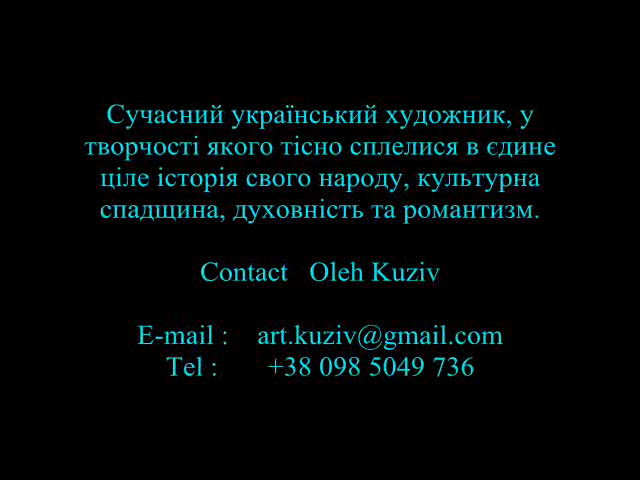 Сучасний український художник, у
творчості якого тісно сплелися в єдине
ціле історія свого народу, культурна
спадщина, духовність та романтизм.
Contact Oleh Kuziv
E-mail : art.kuziv@gmail.com
Tel : +38 098 5049 736